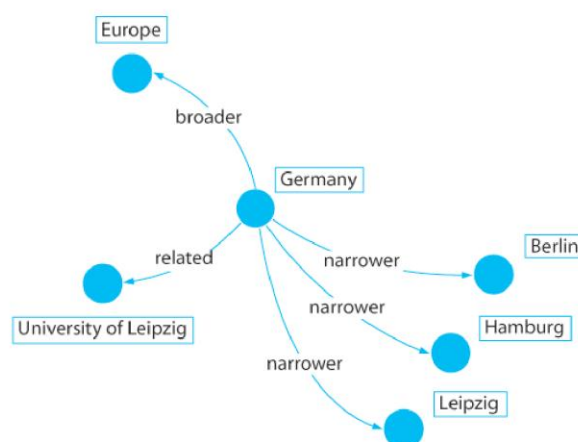 Europe
broader
Germany
related
narrower
Berlin
University of Leipzig
narrower
Hamburg
narrower
Leipzig